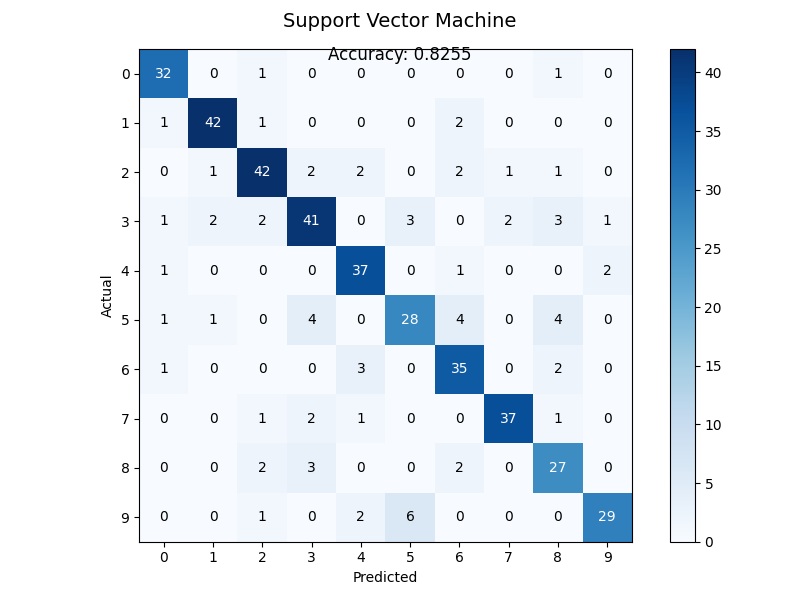 Support Vector Machine
Accuracy: 0.8255
0 32 0 1 0 0 0 0 0 1 0
1 1 42 1 0 0 0 2 0 0 0
2 0 1 42 2 2 0 2 1 1 0
3 1 2 2 41 0 3 0 2 3 1
4 1 0 0 0 37 0 1 0 0 2
5 1 1 0 4 0 28 4 0 4 0
6 1 0 0 0 3 0 35 0 2 0
7 0 0 1 2 1 0 0 37 1 0
8 0 0 2 3 0 0 2 0 27 0
9 0 0 1 0 2 6 0 0 0 29
0 1 2 3 4 5 6 7 8 9
Predicted
Actual
40
35
30
25
20
15
10
5
0